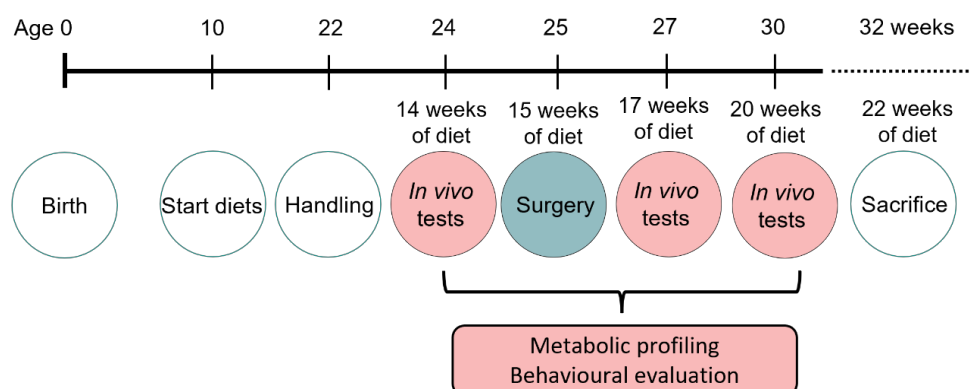 Age 0 10 22 24 25 27 30 32 weeks
14 weeks of diet
15 weeks of diet
17 weeks of diet
20 weeks of diet
22 weeks of diet
Birth
Start diets
Handling
In vivo tests
Surgery
In vivo tests
In vivo tests
Sacrifice
Metabolic profiling
Behavioural evaluation